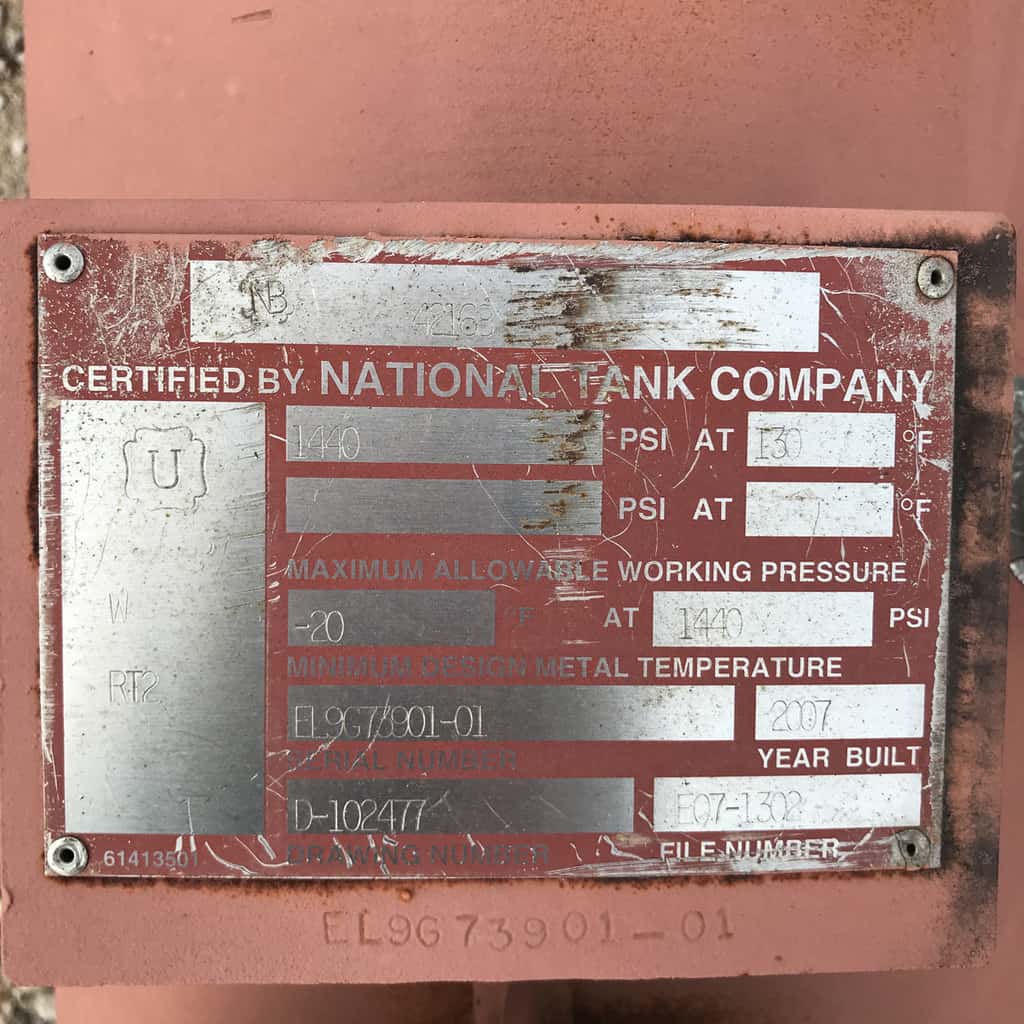 NB 42168
CERTIFIED BY NATIONAL TANK COMPANY
U
1440 PSI AT 130 °F
PSI AT °F
MAXIMUM ALLOWABLE WORKING PRESSURE
W
-20 °F AT 1440 PSI
MINIMUM DESIGN METAL TEMPERATURE
RT2
EL9G73901-01 2007
SERIAL NUMBER YEAR BUILT
D-102477 E07-1302
61413501 DRAWING NUMBER FILE NUMBER
EL9G73901-01